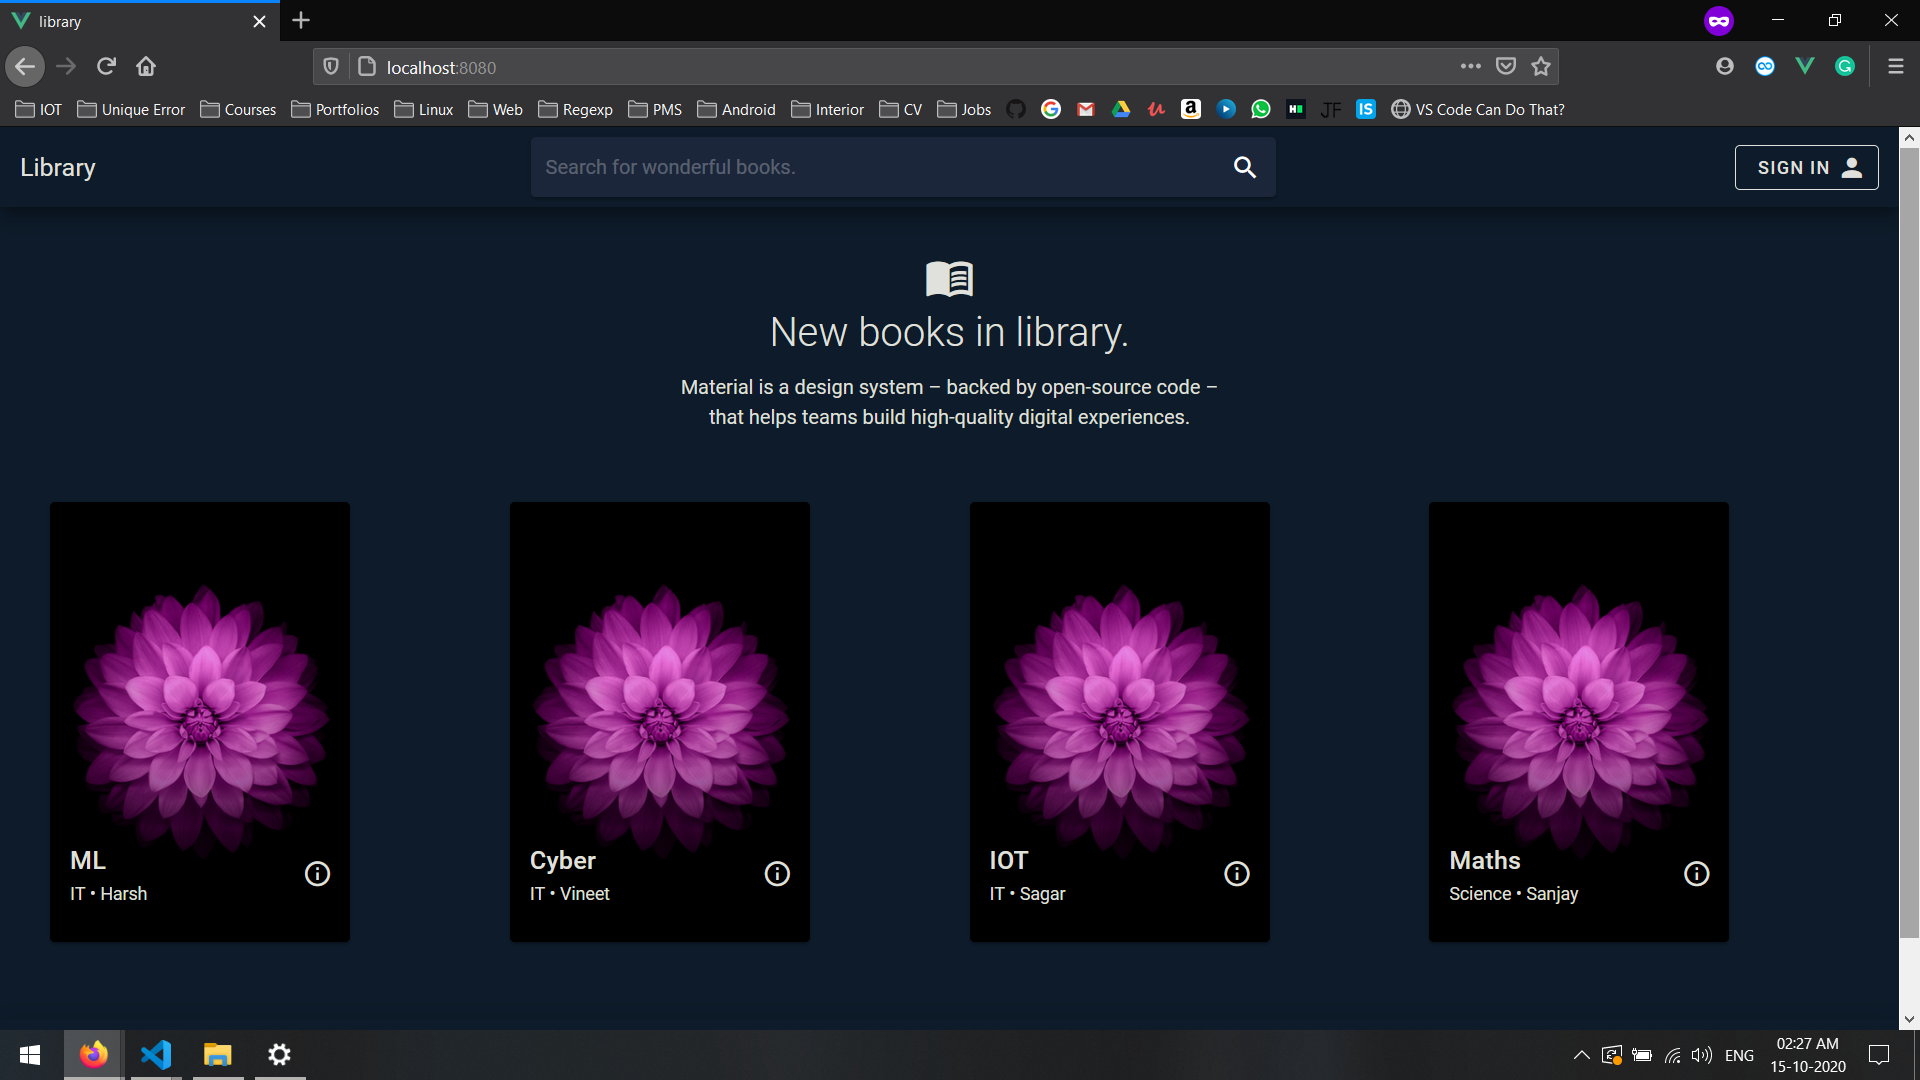 library
localhost:8080
IOT Unique Error Courses Portfolios Linux Web Regexp PMS Android Interior CV Jobs JF IS VS Code Can Do That?
Library
Search for wonderful books.
SIGN IN
New books in library.
Material is a design system – backed by open-source code –
that helps teams build high-quality digital experiences.
ML
IT • Harsh
Cyber
IT • Vineet
IOT
IT • Sagar
Maths
Science • Sanjay
ENG
02:27 AM
15-10-2020